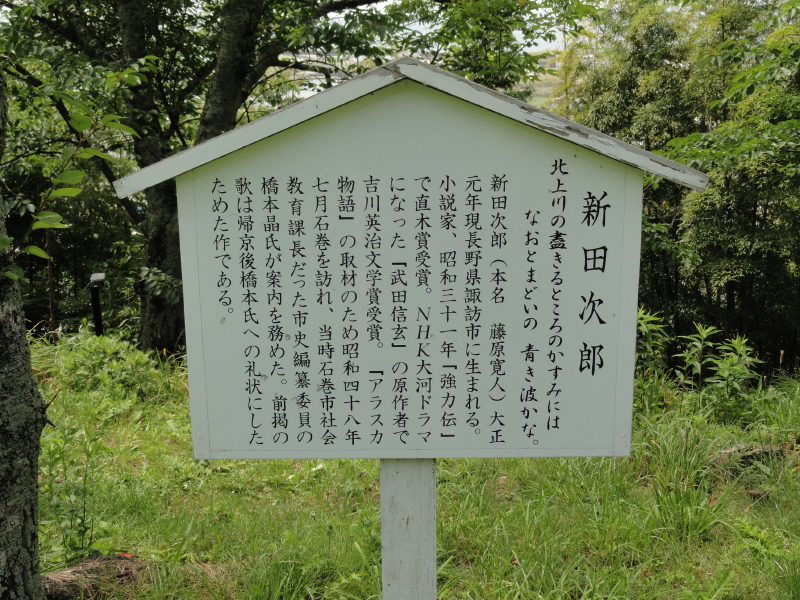 新田次郎
北上川の盡きるところのかすみには
なおとまどいの　青き波かな。
新田次郎（本名　藤原寛人）大正
元年現長野県諏訪市に生まれる。
小説家、昭和三十一年『強力伝』
で直木賞受賞。NHK大河ドラマ
になった『武田信玄』の原作者で
吉川英治文学賞受賞。『アラスカ
物語』の取材のため昭和四十八年
七月石巻を訪れ、当時石巻市社会
教育課長だった市史編纂委員の
橋本晶氏が案内を務めた。前掲の
歌は帰京後橋本氏への礼状にした
ためた作である。